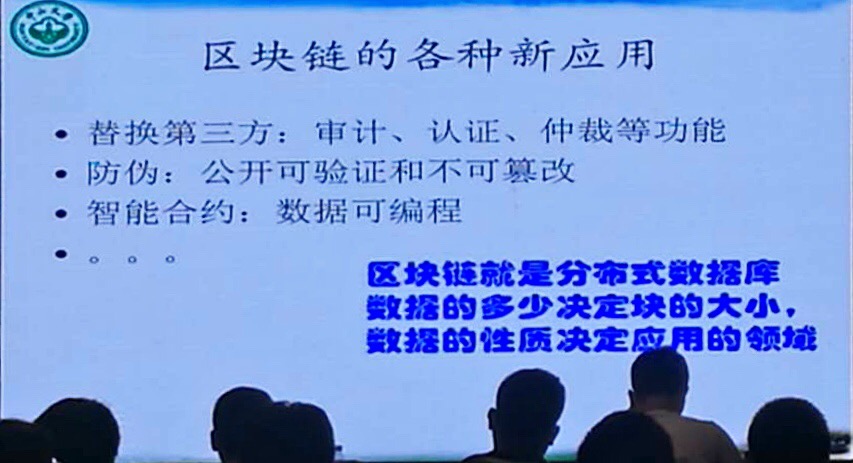 区块链的各种新应用
• 替换第三方：审计、认证、仲裁等功能
• 防伪：公开可验证和不可篡改
• 智能合约：数据可编程
• 。。。
区块链就是分布式数据库
数据的多少决定块的大小，
数据的性质决定应用的领域